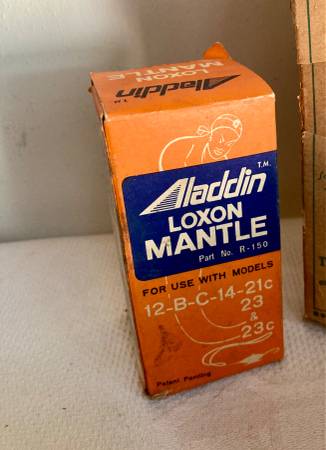 LOXON
MANTLE
Aladdin
T.M.
T.M.
Aladdin
LOXON
MANTLE
Part No. R-150
FOR USE WITH MODELS
12-B-C-14-21c
23
&
23c
Patent Pending